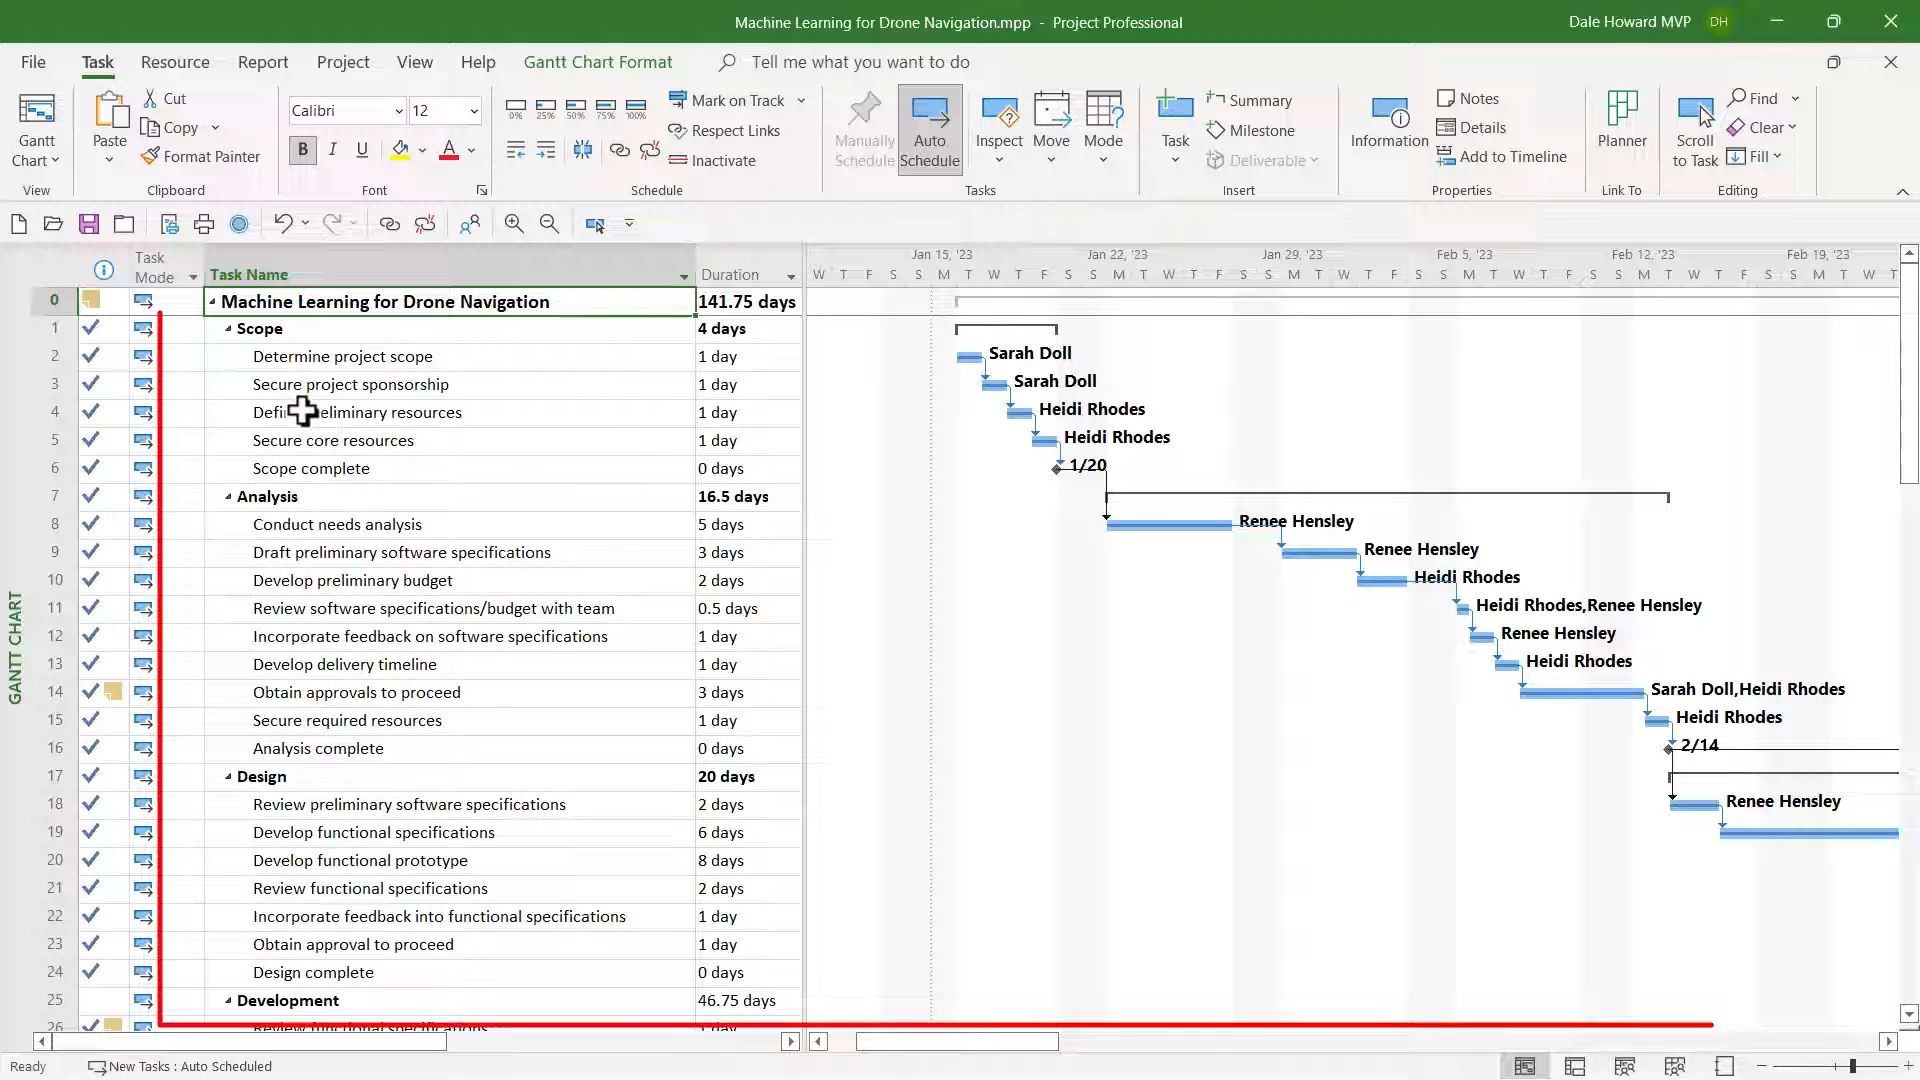 Machine Learning for Drone Navigation.mpp - Project Professional
Dale Howard MVP DH
File Task Resource Report Project View Help Gantt Chart Format Tell me what you want to do
Gantt Chart
View
Paste
Cut
Copy
Format Painter
Clipboard
Calibri 12
B I U A
Font
0% 25% 50% 75% 100%
Mark on Track
Respect Links
Inactivate
Schedule
Manually Schedule
Auto Schedule
Inspect
Move
Mode
Tasks
Task
Summary
Milestone
Deliverable
Insert
Information
Notes
Details
Add to Timeline
Properties
Planner
Link To
Scroll to Task
Find
Clear
Fill
Editing
Task Mode Task Name Duration
Jan 15, '23 Jan 22, '23 Jan 29, '23 Feb 5, '23 Feb 12, '23 Feb 19, '23
W T F S S M T W T F S S M T W T F S S M T W T F S S M T W T F S S M T W T F S S M T W T
GANTT CHART
0 Machine Learning for Drone Navigation 141.75 days
1 Scope 4 days
2 Determine project scope 1 day Sarah Doll
3 Secure project sponsorship 1 day Sarah Doll
4 Defi eliminary resources 1 day Heidi Rhodes
5 Secure core resources 1 day Heidi Rhodes
6 Scope complete 0 days 1/20
7 Analysis 16.5 days
8 Conduct needs analysis 5 days Renee Hensley
9 Draft preliminary software specifications 3 days Renee Hensley
10 Develop preliminary budget 2 days Heidi Rhodes
11 Review software specifications/budget with team 0.5 days Heidi Rhodes,Renee Hensley
12 Incorporate feedback on software specifications 1 day Renee Hensley
13 Develop delivery timeline 1 day Heidi Rhodes
14 Obtain approvals to proceed 3 days Sarah Doll,Heidi Rhodes
15 Secure required resources 1 day Heidi Rhodes
16 Analysis complete 0 days 2/14
17 Design 20 days
18 Review preliminary software specifications 2 days Renee Hensley
19 Develop functional specifications 6 days
20 Develop functional prototype 8 days
21 Review functional specifications 2 days
22 Incorporate feedback into functional specifications 1 day
23 Obtain approval to proceed 1 day
24 Design complete 0 days
25 Development 46.75 days
26 Review functional specifications 1 day
Ready New Tasks : Auto Scheduled